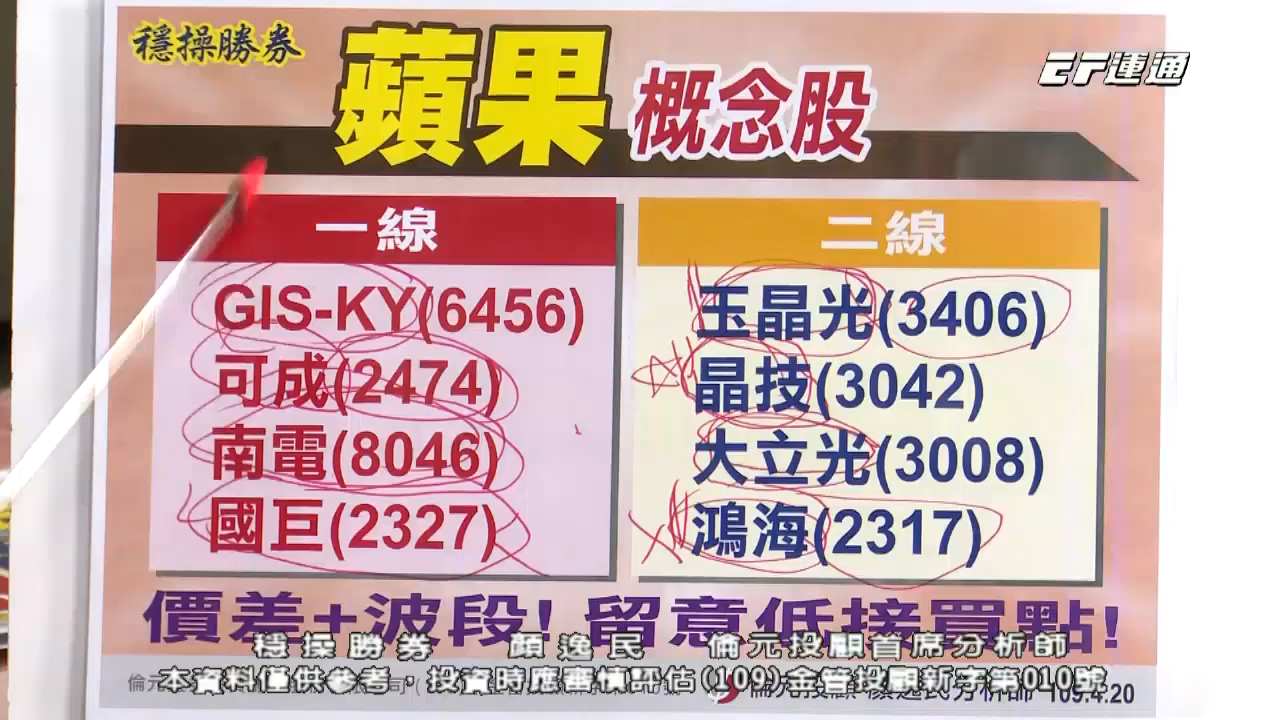 穩操勝券
EF運通
蘋果概念股
一線
GIS-KY(6456)
可成(2474)
南電(8046)
國巨(2327)
二線
玉晶光(3406)
晶技(3042)
大立光(3008)
鴻海(2317)
價差+波段! 留意低接買點!
穩操勝券 顏逸民 倫元投顧首席分析師
本資料僅供參考，投資時應審慎評估(109)金管投顧新字第010號
109.4.20